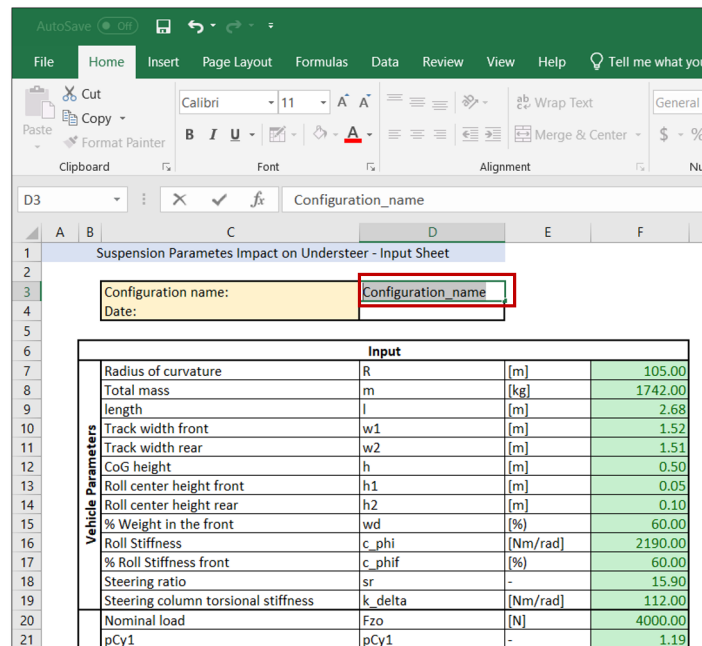 AutoSave Off
File Home Insert Page Layout Formulas Data Review View Help Tell me what you
Paste
Cut
Copy
Format Painter
Clipboard
Calibri 11 A A
B I U A
Font
ab Wrap Text
Merge & Center
Alignment
General
$ %
D3 fx Configuration_name
A B C D E F
1 Suspension Parametes Impact on Understeer - Input Sheet
2
3 Configuration name: Configuration_name
4 Date:
5
6 Input
Vehicle Parameters
7 Radius of curvature R [m] 105.00
8 Total mass m [kg] 1742.00
9 length l [m] 2.68
10 Track width front w1 [m] 1.52
11 Track width rear w2 [m] 1.51
12 CoG height h [m] 0.50
13 Roll center height front h1 [m] 0.05
14 Roll center height rear h2 [m] 0.10
15 % Weight in the front wd [%) 60.00
16 Roll Stiffness c_phi [Nm/rad] 2190.00
17 % Roll Stiffness front c_phif [%) 60.00
18 Steering ratio sr - 15.90
19 Steering column torsional stiffness k_delta [Nm/rad] 112.00
20 Nominal load Fzo [N] 4000.00
21 pCy1 pCy1 - 1.19